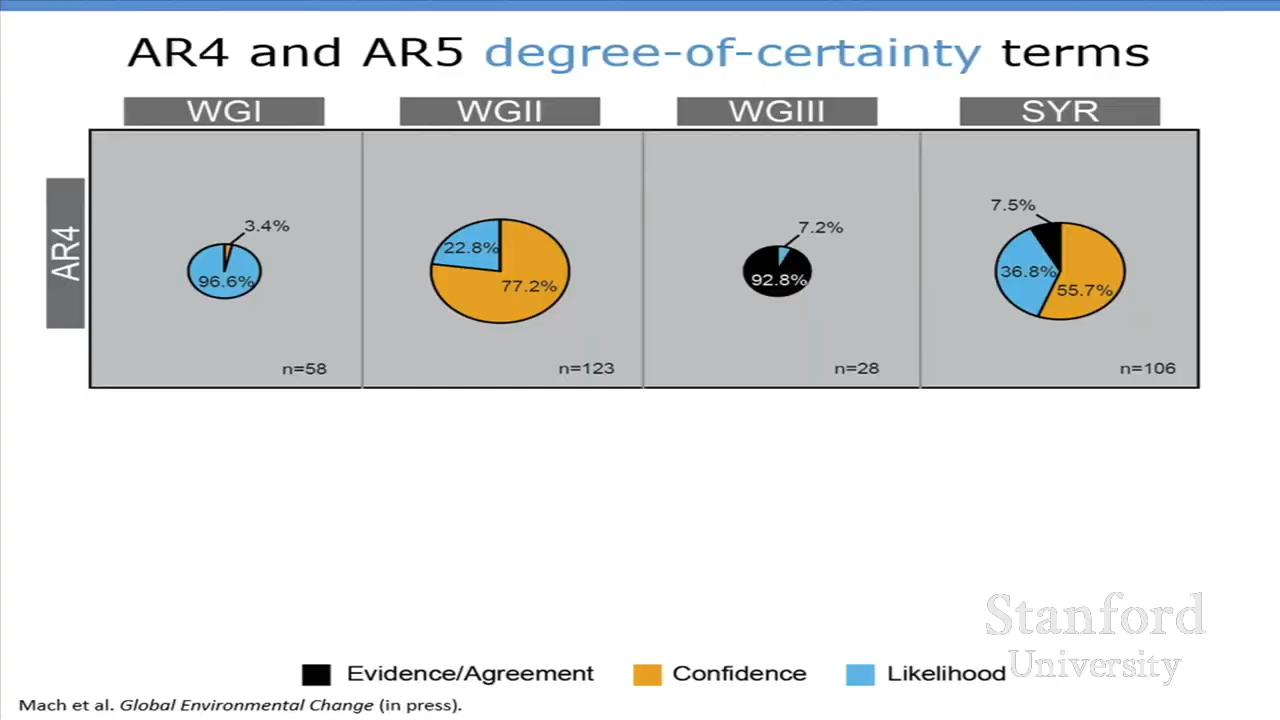 AR4 and AR5 degree-of-certainty terms
WGI
WGII
WGIII
SYR
AR4
3.4%
96.6%
n=58
22.8%
77.2%
n=123
7.2%
92.8%
n=28
7.5%
36.8%
55.7%
n=106
Evidence/Agreement
Confidence
Likelihood
Stanford
University
Mach et al. Global Environmental Change (in press).